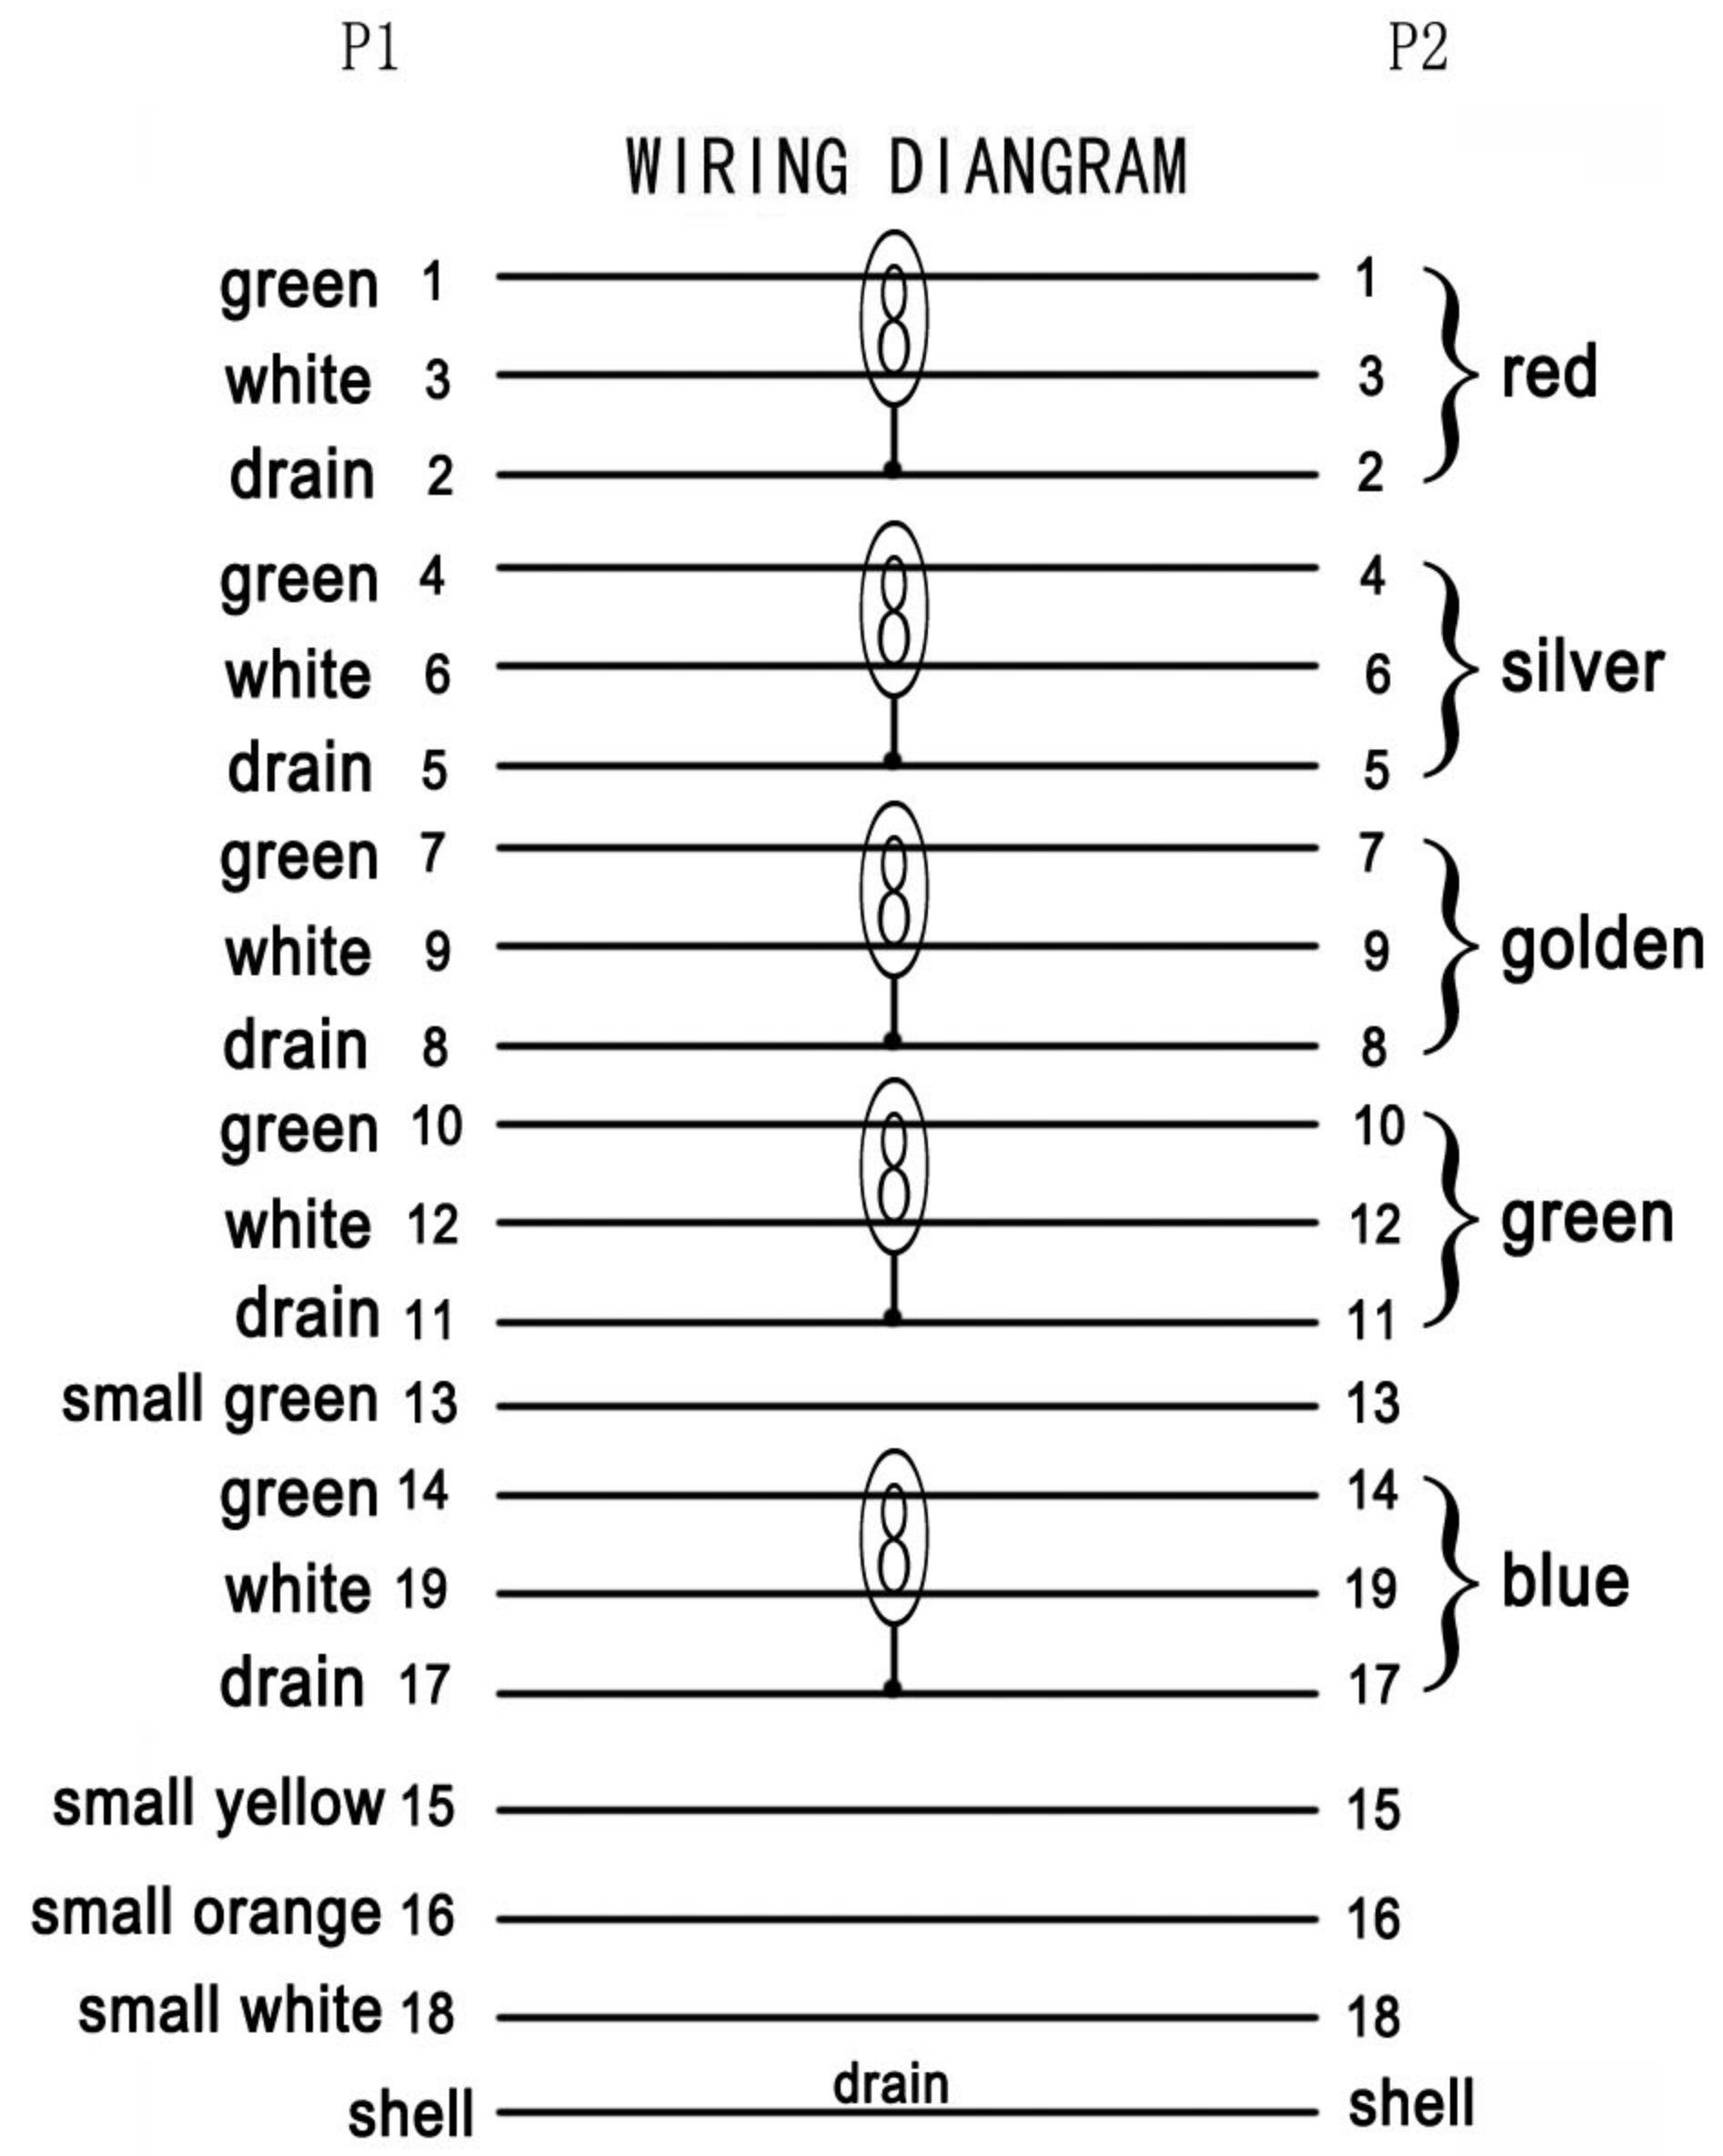 P1 P2
WIRING DIANGRAM
green 1 1
white 3 3 red
drain 2 2
green 4 4
white 6 6 silver
drain 5 5
green 7 7
white 9 9 golden
drain 8 8
green 10 10
white 12 12 green
drain 11 11
small green 13 13
green 14 14
white 19 19 blue
drain 17 17
small yellow 15 15
small orange 16 16
small white 18 18
drain
shell shell